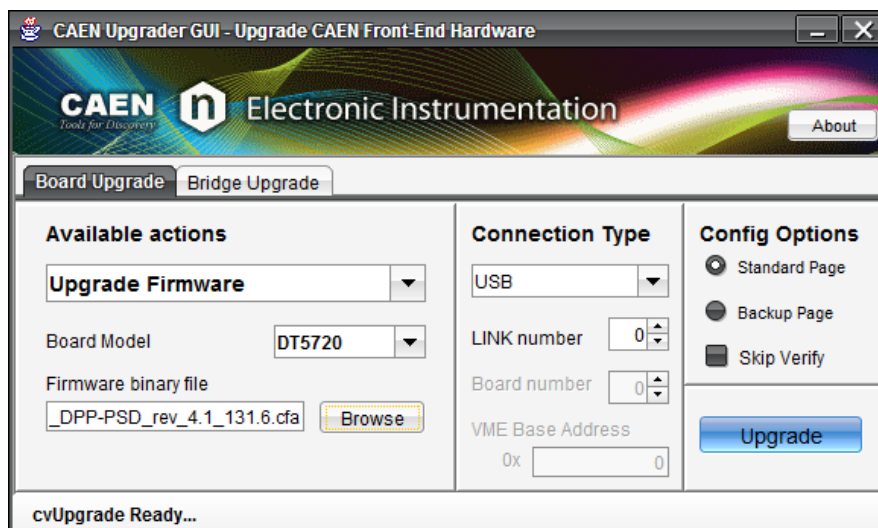 CAEN Upgrader GUI - Upgrade CAEN Front-End Hardware
CAEN
Tools for Discovery
n
Electronic Instrumentation
About
Board Upgrade
Bridge Upgrade
Available actions
Upgrade Firmware
Board Model
DT5720
Firmware binary file
_DPP-PSD_rev_4.1_131.6.cfa
Browse
Connection Type
USB
LINK number
0
Board number
0
VME Base Address
0x
0
Config Options
Standard Page
Backup Page
Skip Verify
Upgrade
cvUpgrade Ready...